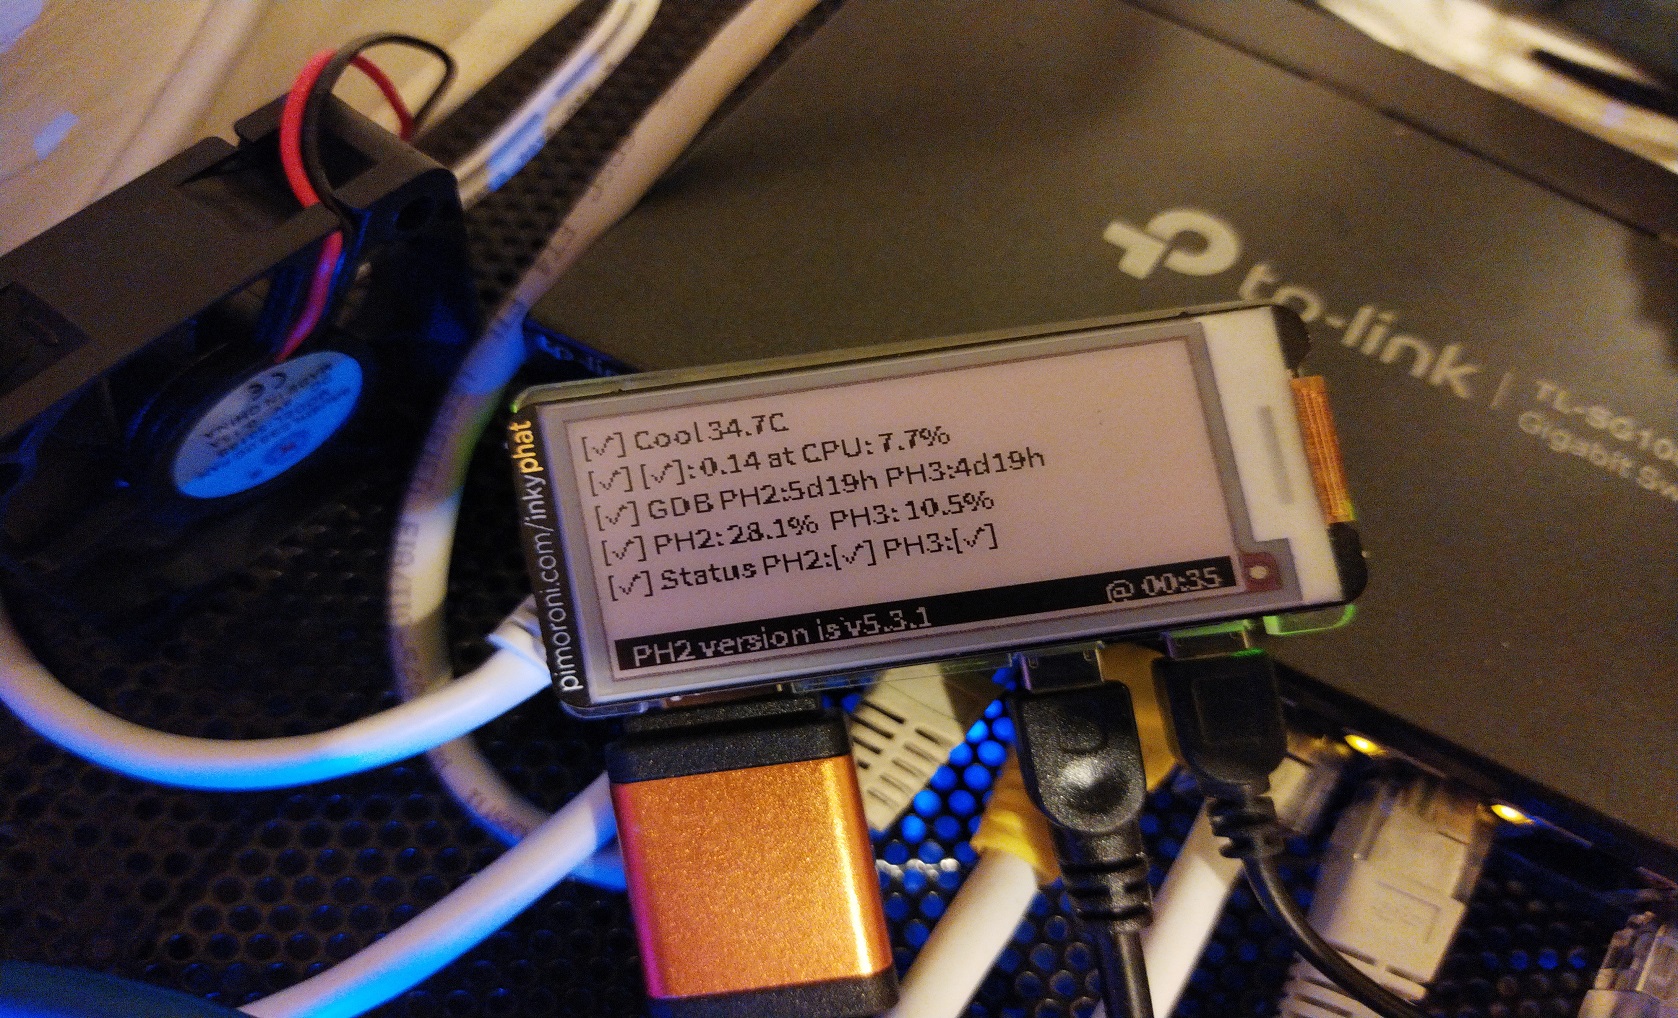 [✓] Cool 34.7C
[✓] [✓]: 0.14 at CPU: 7.7%
[✓] GDB PH2:5d19h PH3:4d19h
[✓] PH2: 28.1% PH3: 10.5%
[✓] Status PH2:[✓] PH3:[✓]
PH2 version is v5.3.1 @ 00:35
pimoroni.com/inkyphat
tp-link
Gigabit
CE